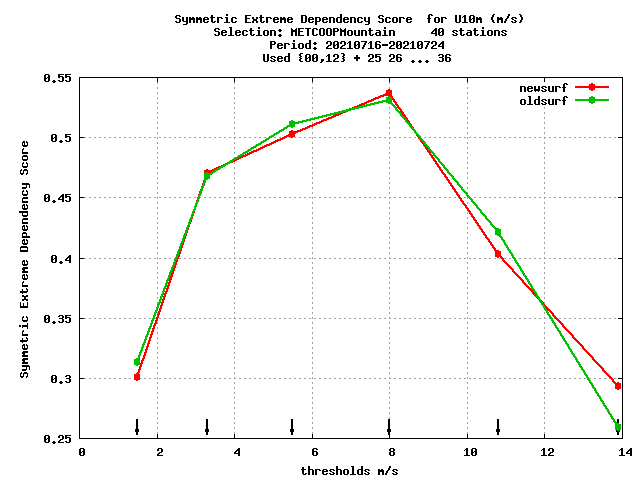 Symmetric Extreme Dependency Score  for U10m (m/s)
Selection: METCOOPMountain     40 stations
Period: 20210716-20210724
Used {00,12} + 25 26 ... 36
newsurf
oldsurf
Symmetric Extreme Dependency Score
0.55
0.5
0.45
0.4
0.35
0.3
0.25
0 2 4 6 8 10 12 14
thresholds m/s